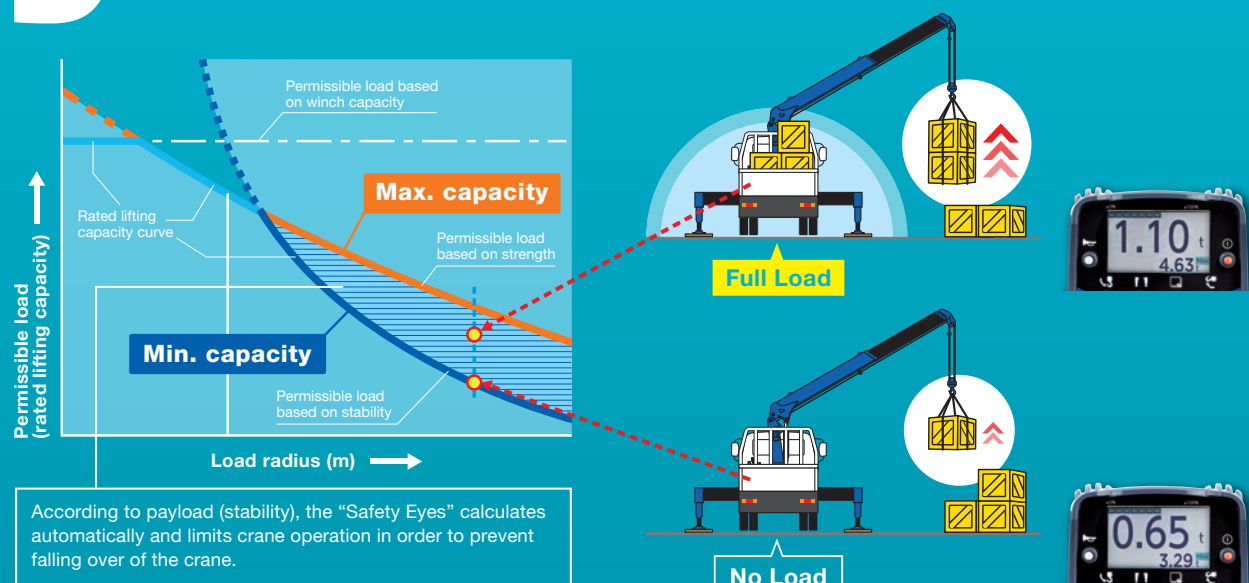 Permissible load based
on winch capacity
Max. capacity
Rated lifting
capacity curve
Permissible load
based on strength
Min. capacity
Permissible load
based on stability
Permissible load
(rated lifting capacity)
Load radius (m)
According to payload (stability), the “Safety Eyes” calculates
automatically and limits crane operation in order to prevent
falling over of the crane.
Full Load
1.10 t
4.63
No Load
0.65 t
3.29